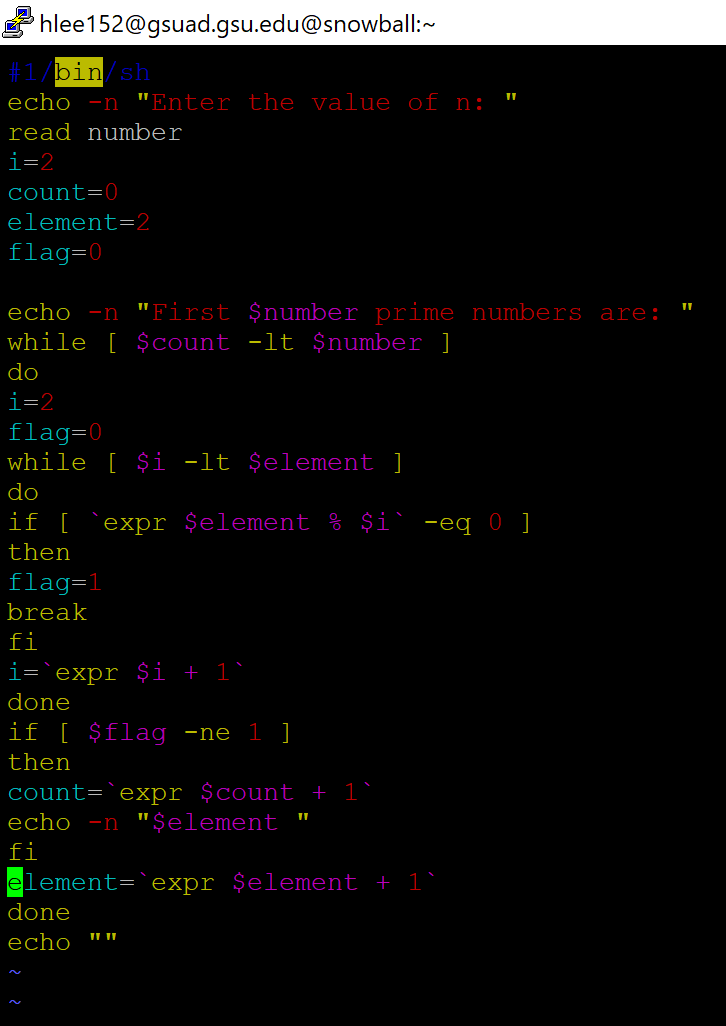 hlee152@gsuad.gsu.edu@snowball:~
#1/bin/sh
echo -n "Enter the value of n: "
read number
i=2
count=0
element=2
flag=0

echo -n "First $number prime numbers are: "
while [ $count -lt $number ]
do
i=2
flag=0
while [ $i -lt $element ]
do
if [ `expr $element % $i` -eq 0 ]
then
flag=1
break
fi
i=`expr $i + 1`
done
if [ $flag -ne 1 ]
then
count=`expr $count + 1`
echo -n "$element "
fi
element=`expr $element + 1`
done
echo ""
~
~